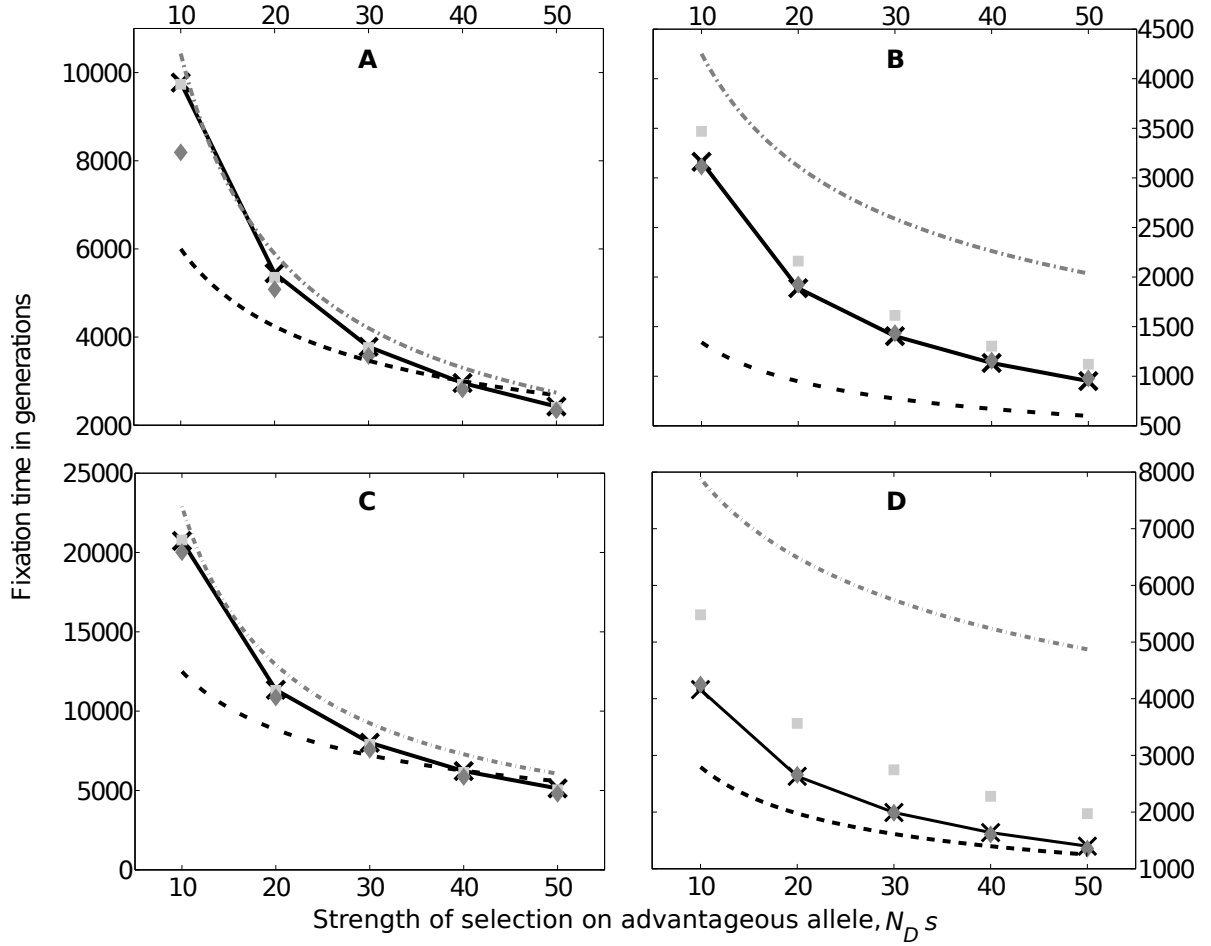 10 20 30 40 50
10 20 30 40 50
A
B
10000
8000
6000
4000
2000
4500
4000
3500
3000
2500
2000
1500
1000
500
Fixation time in generations
C
D
25000
20000
15000
10000
5000
0
8000
7000
6000
5000
4000
3000
2000
1000
10 20 30 40 50
10 20 30 40 50
Strength of selection on advantageous allele, N_D s